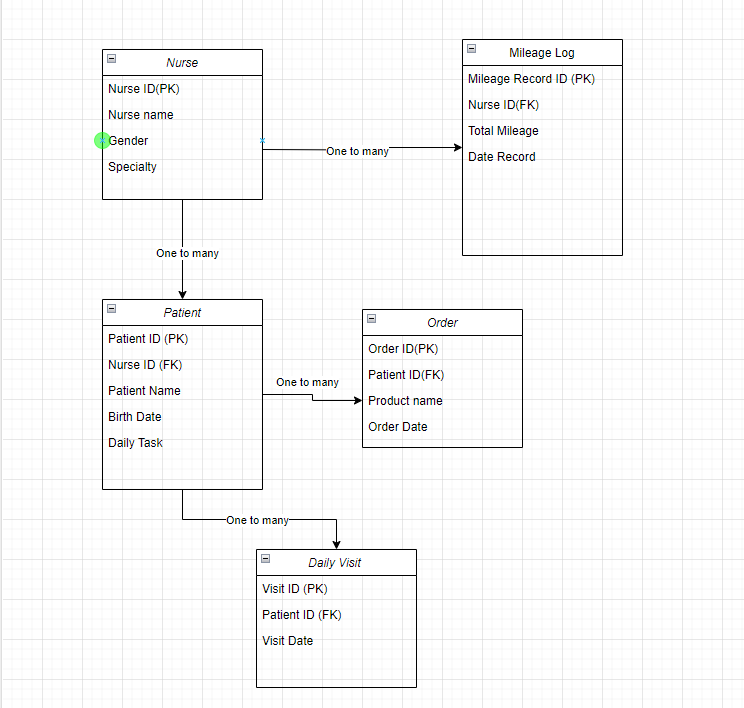 Nurse
Nurse ID(PK)
Nurse name
Gender
Specialty
One to many
Mileage Log
Mileage Record ID (PK)
Nurse ID(FK)
Total Mileage
Date Record
One to many
Patient
Patient ID (PK)
Nurse ID (FK)
Patient Name
Birth Date
Daily Task
One to many
Order
Order ID(PK)
Patient ID(FK)
Product name
Order Date
One to many
Daily Visit
Visit ID (PK)
Patient ID (FK)
Visit Date